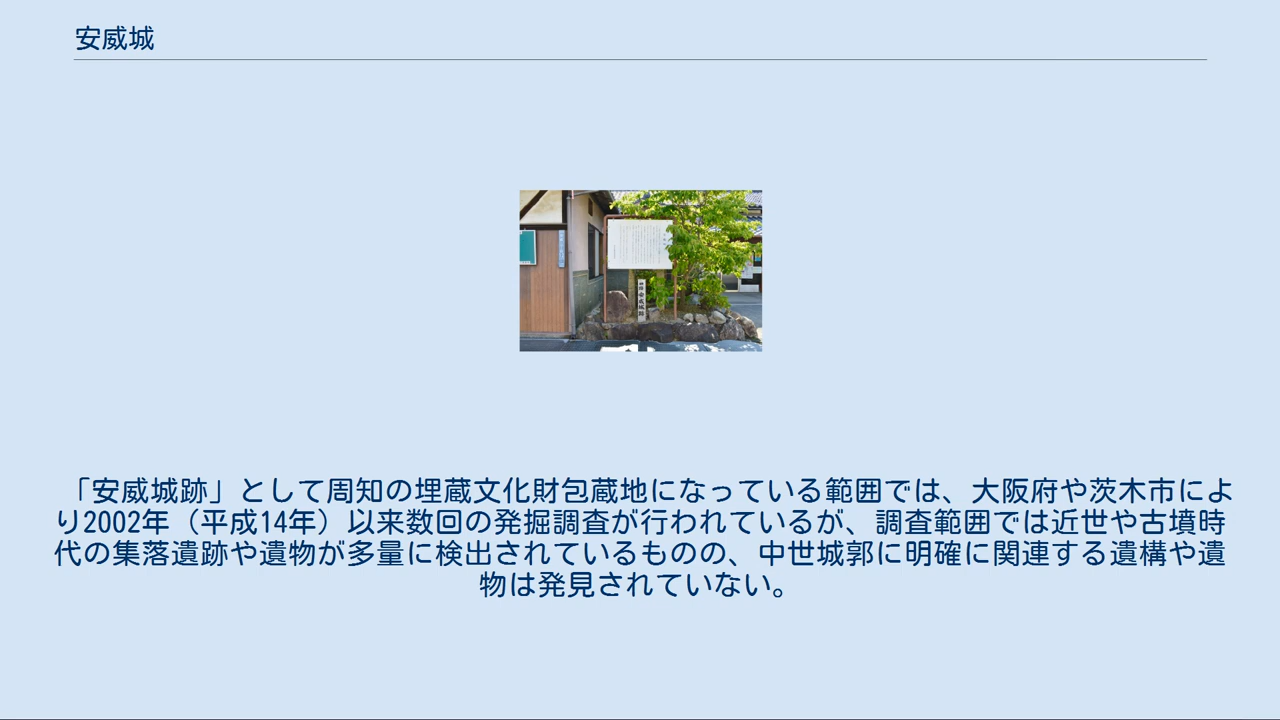 安威城
安威城跡
「安威城跡」として周知の埋蔵文化財包蔵地になっている範囲では、大阪府や茨木市によ
り2002年（平成14年）以来数回の発掘調査が行われているが、調査範囲では近世や古墳時
代の集落遺跡や遺物が多量に検出されているものの、中世城郭に明確に関連する遺構や遺
物は発見されていない。